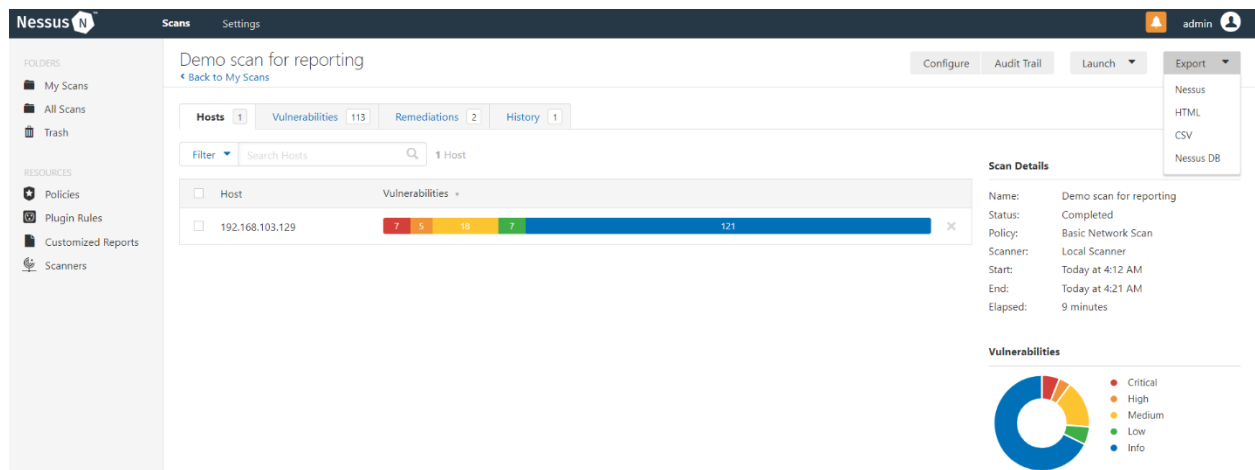 Nessus N
Scans Settings
admin
FOLDERS
My Scans
All Scans
Trash
RESOURCES
Policies
Plugin Rules
Customized Reports
Scanners
Demo scan for reporting
Back to My Scans
Configure Audit Trail Launch Export
Nessus
HTML
CSV
Nessus DB
Hosts 1 Vulnerabilities 113 Remediations 2 History 1
Filter Search Hosts 1 Host
Host Vulnerabilities
192.168.103.129 7 5 18 7 121
Scan Details
Name: Demo scan for reporting
Status: Completed
Policy: Basic Network Scan
Scanner: Local Scanner
Start: Today at 4:12 AM
End: Today at 4:21 AM
Elapsed: 9 minutes
Vulnerabilities
Critical
High
Medium
Low
Info